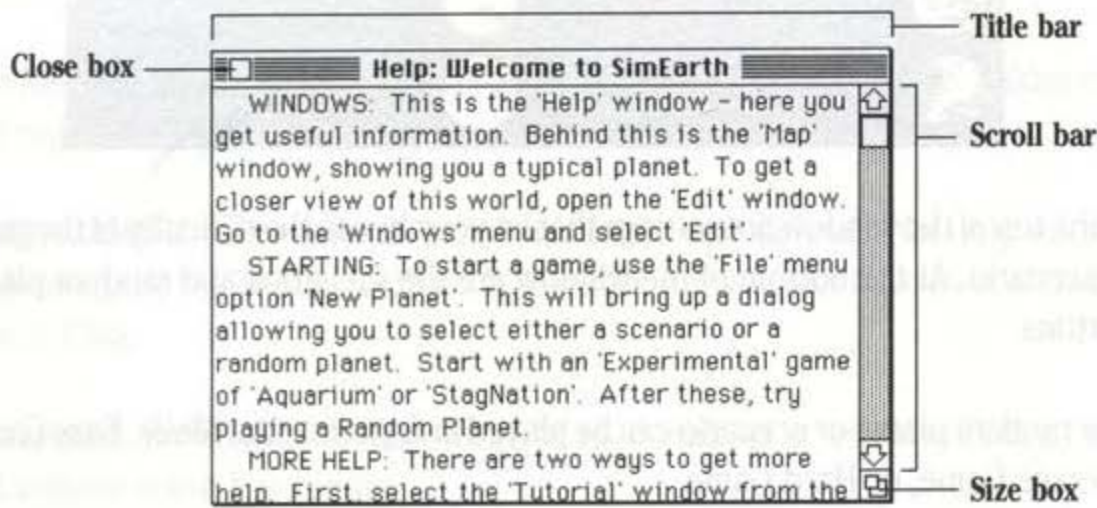 Title bar
Close box
Help: Welcome to SimEarth
WINDOWS: This is the 'Help' window - here you
get useful information. Behind this is the 'Map'
Scroll bar
window, showing you a typical planet. To get a
closer view of this world, open the 'Edit' window.
Go to the 'Windows' menu and select 'Edit'.
STARTING: To start a game, use the 'File' menu
option 'New Planet'. This will bring up a dialog
allowing you to select either a scenario or a
random planet. Start with an 'Experimental' game
of 'Aquarium' or 'StagNation'. After these, try
playing a Random Planet.
MORE HELP: There are two ways to get more
help. First, select the 'Tutorial' window from the
Size box